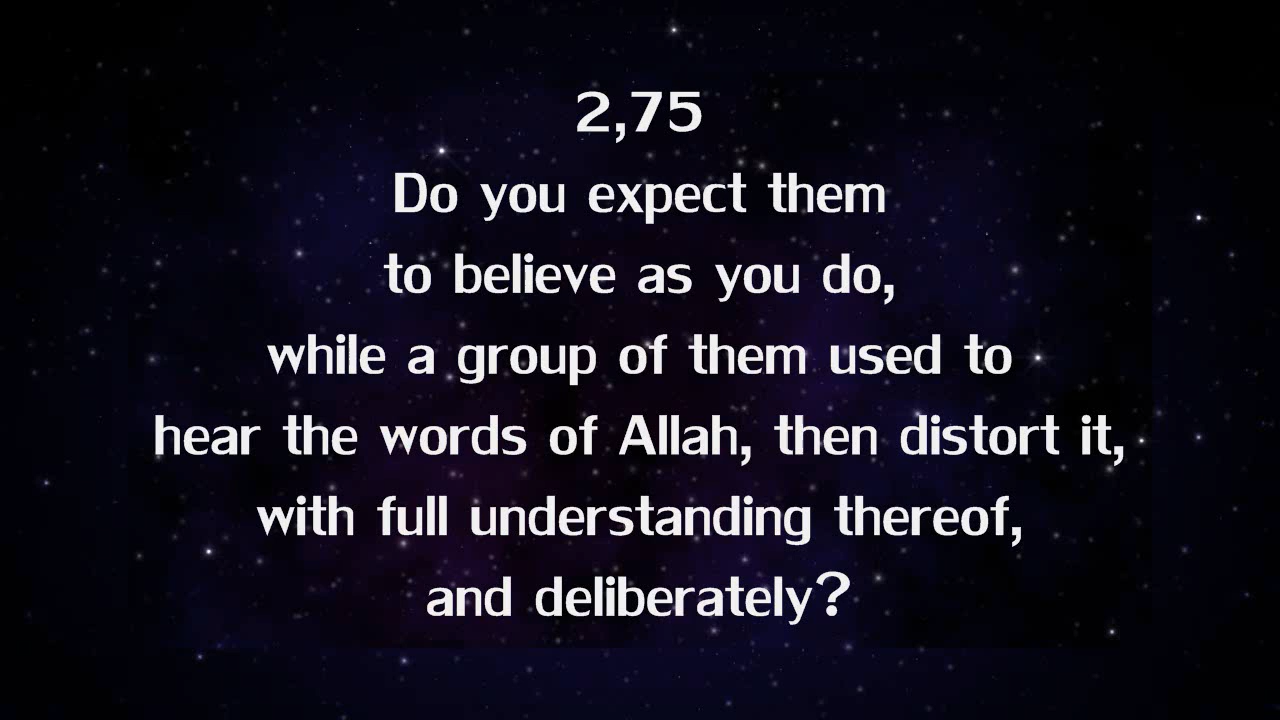 2,75
Do you expect them
to believe as you do,
while a group of them used to
hear the words of Allah, then distort it,
with full understanding thereof,
and deliberately?